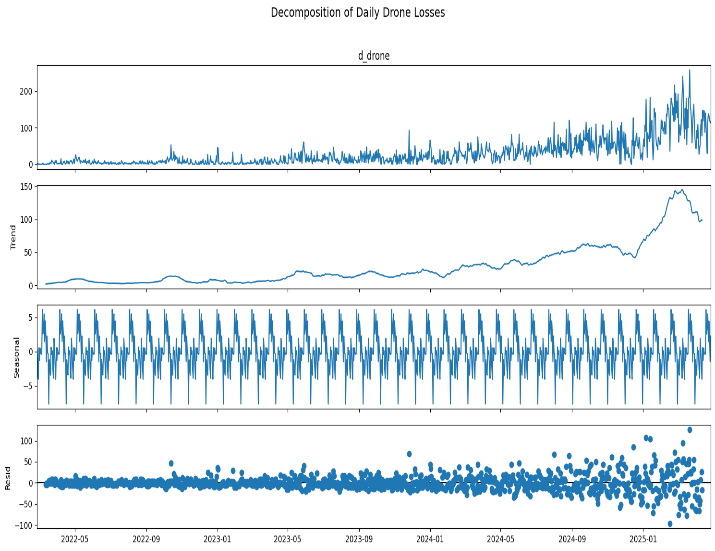 Decomposition of Daily Drone Losses
d_drone
200
100
0
Trend
150
100
50
0
Seasonal
5
0
−5
Resid
100
50
0
−50
−100
2022-05 2022-09 2023-01 2023-05 2023-09 2024-01 2024-05 2024-09 2025-01